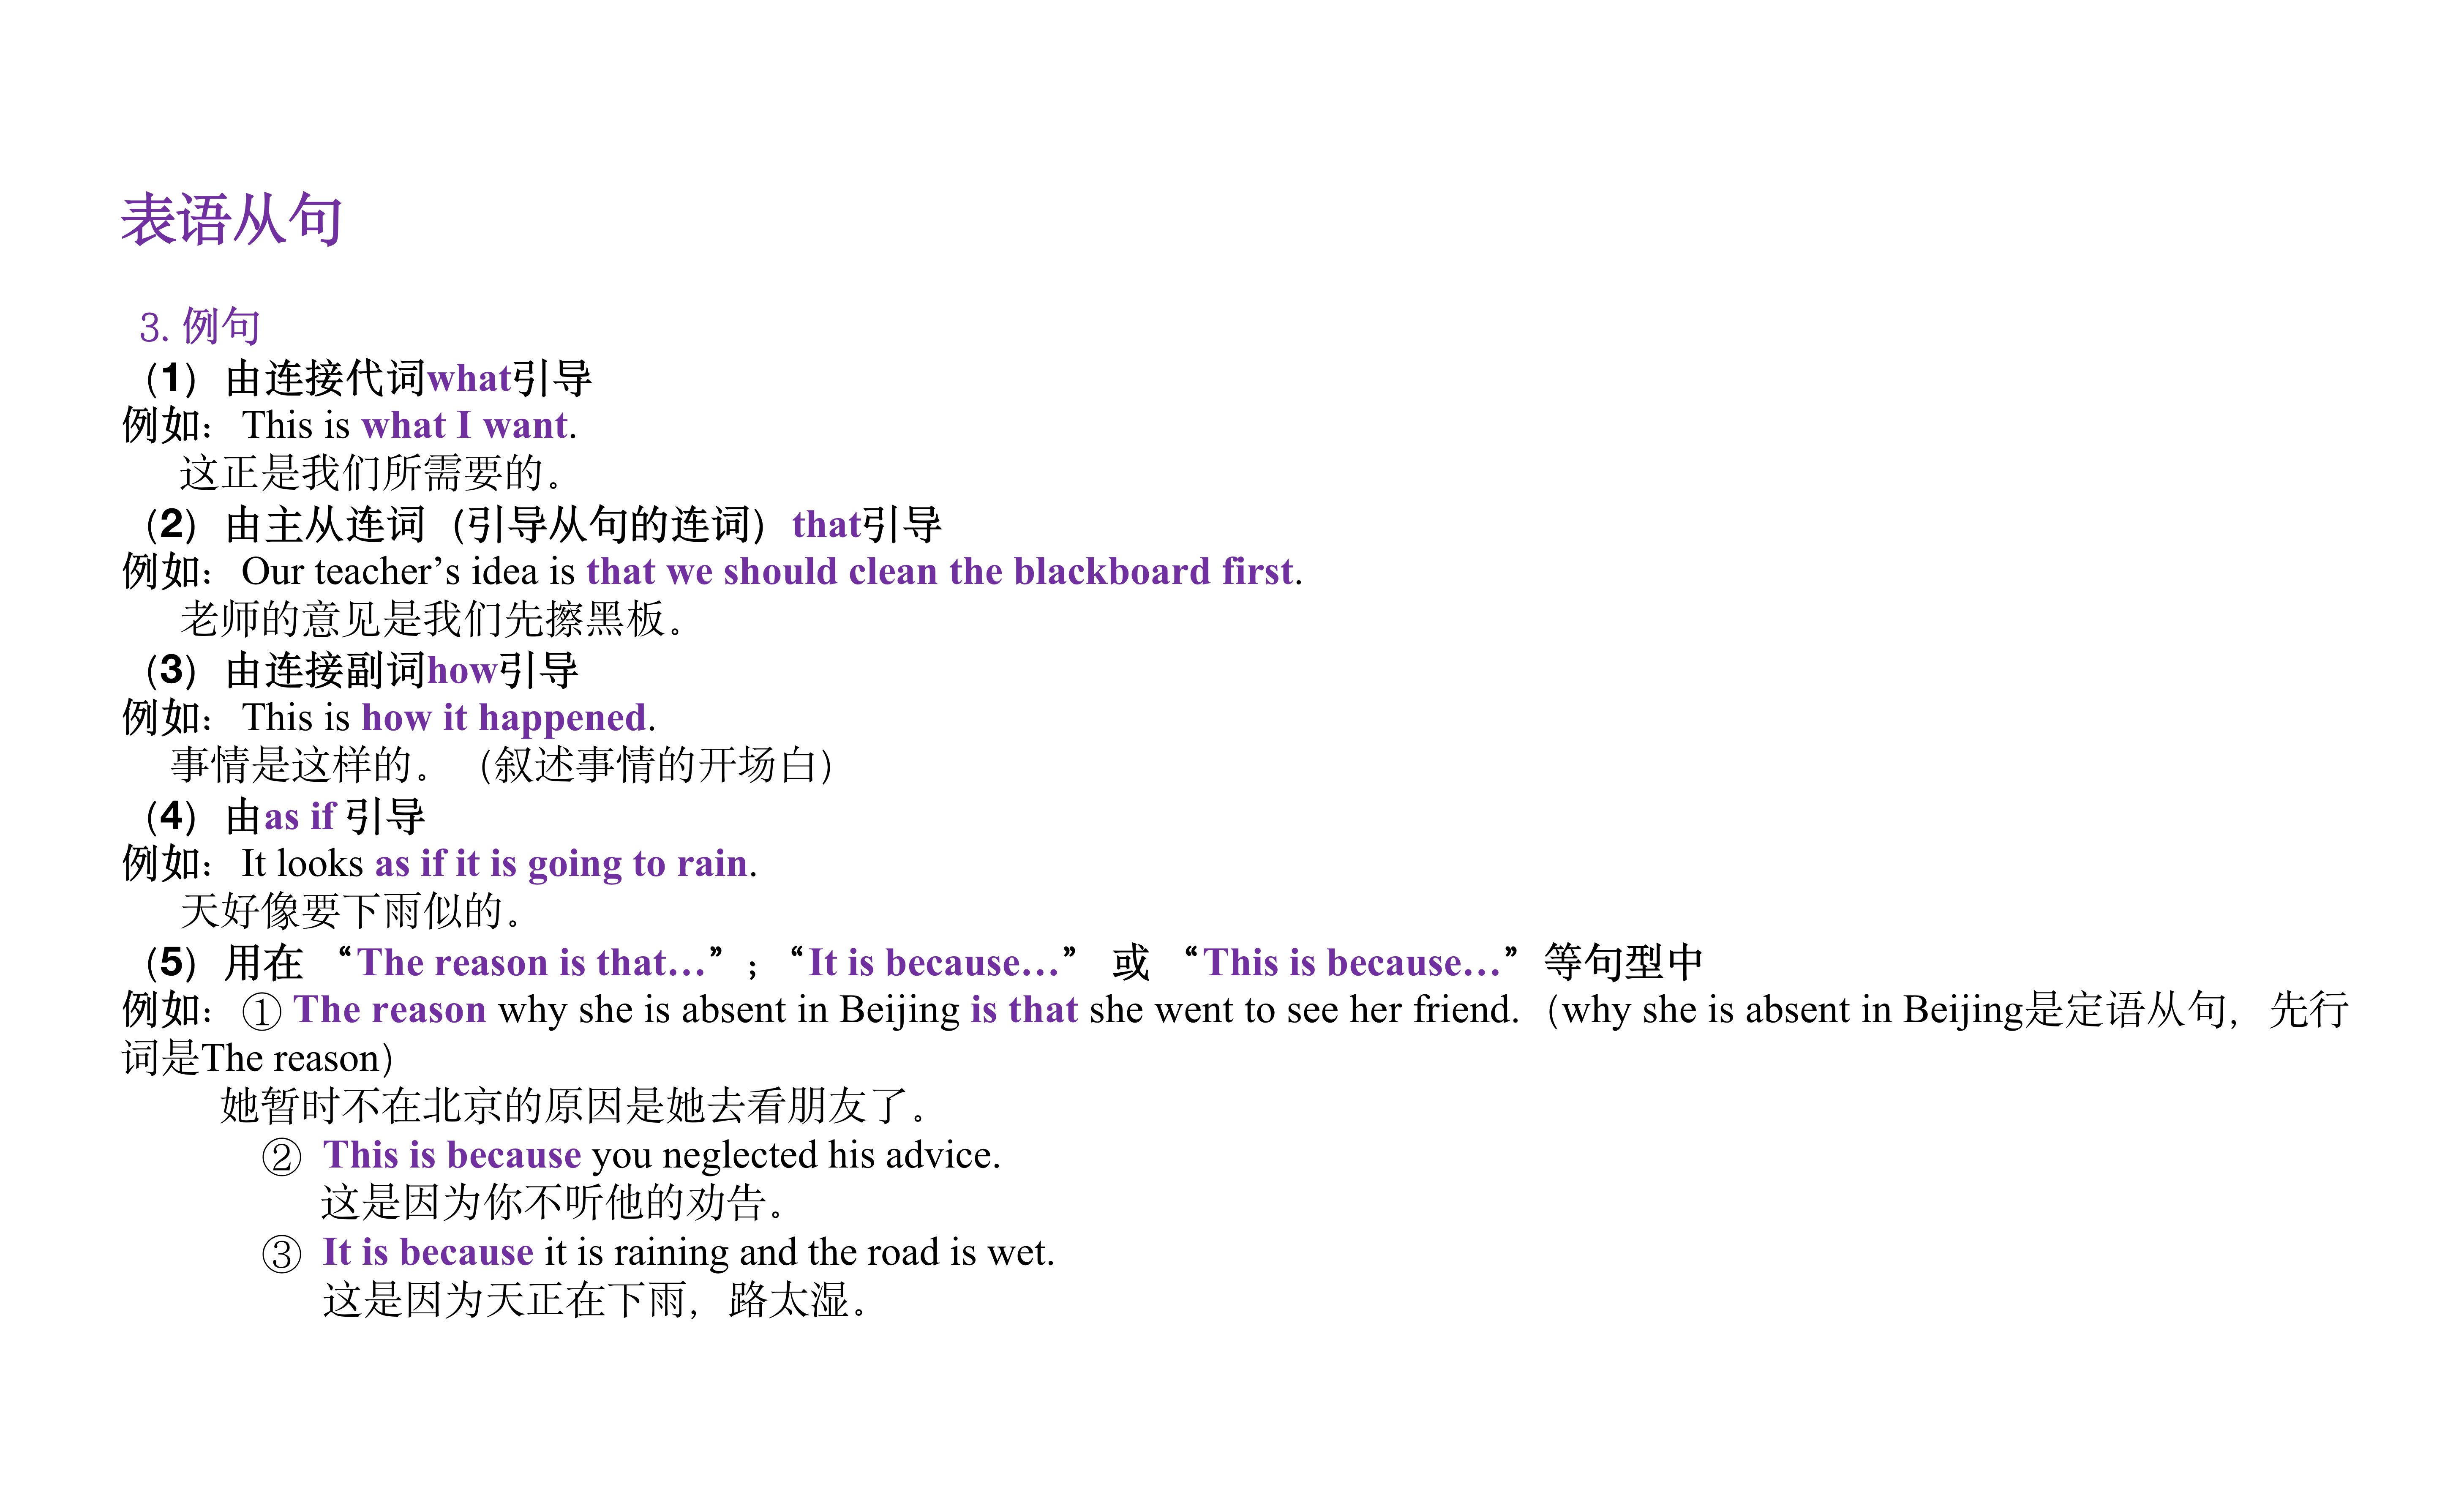 表语从句
3. 例句
（1）由连接代词what引导
例如：This is what I want.
这正是我们所需要的。
（2）由主从连词（引导从句的连词）that引导
例如：Our teacher’s idea is that we should clean the blackboard first.
老师的意见是我们先擦黑板。
（3）由连接副词how引导
例如：This is how it happened.
事情是这样的。（叙述事情的开场白）
（4）由as if 引导
例如：It looks as if it is going to rain.
天好像要下雨似的。
（5）用在 “The reason is that…”；“It is because…” 或 “This is because…”等句型中
例如：① The reason why she is absent in Beijing is that she went to see her friend.（why she is absent in Beijing是定语从句，先行
词是The reason）
她暂时不在北京的原因是她去看朋友了。
② This is because you neglected his advice.
这是因为你不听他的劝告。
③ It is because it is raining and the road is wet.
这是因为天正在下雨，路太湿。